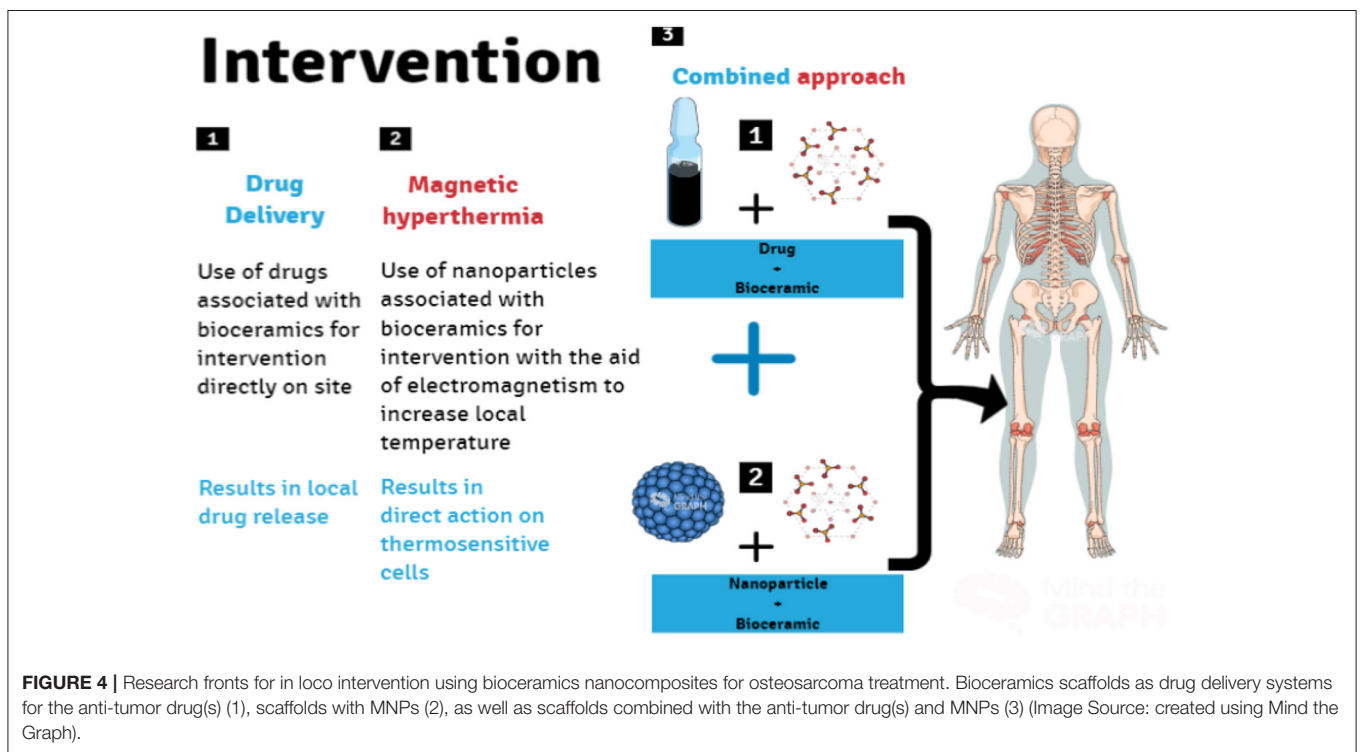 Intervention
1
Drug
Delivery
Use of drugs
associated with
bioceramics for
intervention
directly on site
Results in local
drug release
2
Magnetic
hyperthermia
Use of nanoparticles
associated with
bioceramics for
intervention with the aid
of electromagnetism to
increase local
temperature
Results in
direct action on
thermosensitive
cells
3
Combined approach
1
+
Drug
+
Bioceramic
+
2
+
Nanoparticle
+
Bioceramic
Mind the
GRAPH
FIGURE 4 | Research fronts for in loco intervention using bioceramics nanocomposites for osteosarcoma treatment. Bioceramics scaffolds as drug delivery systems
for the anti-tumor drug(s) (1), scaffolds with MNPs (2), as well as scaffolds combined with the anti-tumor drug(s) and MNPs (3) (Image Source: created using Mind the
Graph).